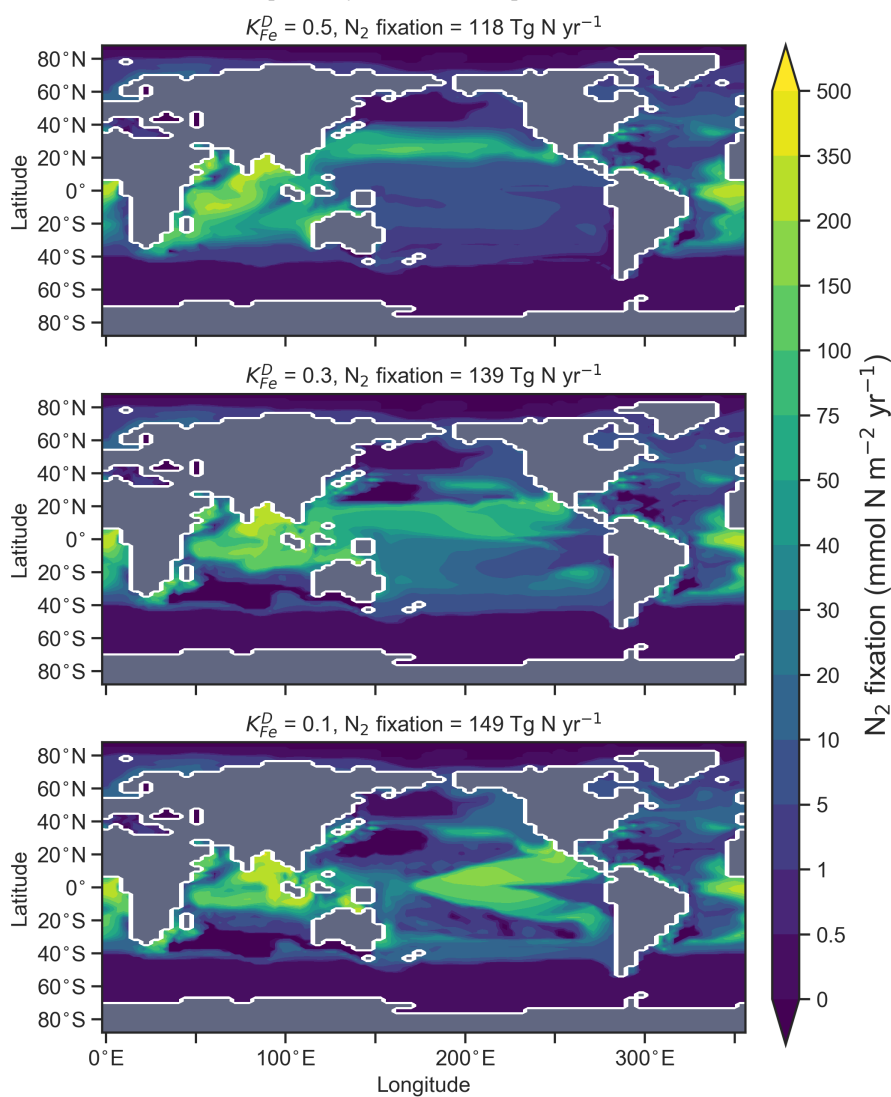 K^D_Fe = 0.5, N₂ fixation = 118 Tg N yr⁻¹
80°N
60°N
40°N
20°N
0°
20°S
40°S
60°S
80°S
Latitude
K^D_Fe = 0.3, N₂ fixation = 139 Tg N yr⁻¹
80°N
60°N
40°N
20°N
0°
20°S
40°S
60°S
80°S
Latitude
K^D_Fe = 0.1, N₂ fixation = 149 Tg N yr⁻¹
80°N
60°N
40°N
20°N
0°
20°S
40°S
60°S
80°S
Latitude
0°E
100°E
200°E
300°E
Longitude
500
350
200
150
100
75
50
40
30
20
10
5
1
0.5
0
N₂ fixation (mmol N m⁻² yr⁻¹)